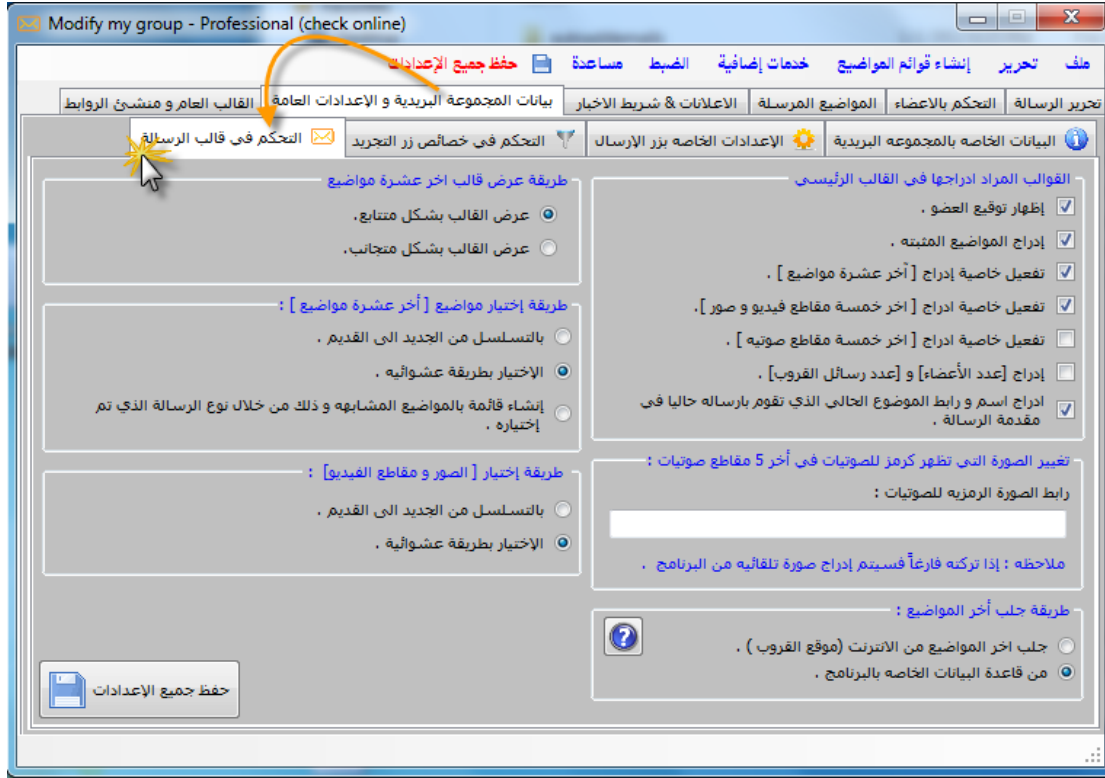 Modify my group - Professional (check online)
ملف تحرير إنشاء قوائم المواضيع خدمات إضافية الضبط مساعدة حفظ جميع الإعدادات
تحرير الرسالة التحكم بالاعضاء المواضيع المرسلة الاعلانات & شريط الاخبار بيانات المجموعة البريدية و الإعدادات العامة القالب العام و منشئ الروابط
البيانات الخاصه بالمجموعه البريدية الإعدادات الخاصه بزر الإرسال التحكم في خصائص زر التجريد التحكم في قالب الرسالة
القوالب المراد ادراجها في القالب الرئيسي
إظهار توقيع العضو .
إدراج المواضيع المثبته .
تفعيل خاصية إدراج [ آخر عشرة مواضيع ] .
تفعيل خاصية ادراج [ اخر خمسة مقاطع فيديو و صور ].
تفعيل خاصية ادراج [ اخر خمسة مقاطع صوتيه ] .
إدراج [عدد الأعضاء] و [عدد رسائل القروب] .
ادراج اسم و رابط الموضوع الحالي الذي تقوم بارساله حاليا في
مقدمة الرسالة .
تغيير الصورة التي تظهر كرمز للصوتيات في أخر 5 مقاطع صوتيات :
رابط الصورة الرمزيه للصوتيات :
ملاحظه : إذا تركته فارغاً فسيتم إدراج صورة تلقائيه من البرنامج .
طريقة جلب أخر المواضيع :
جلب اخر المواضيع من الانترنت (موقع القروب ) .
من قاعدة البيانات الخاصه بالبرنامج .
طريقة عرض قالب اخر عشرة مواضيع
عرض القالب بشكل متتابع.
عرض القالب بشكل متجانب.
طريقة إختيار مواضيع [ أخر عشرة مواضيع ] :
بالتسلسل من الجديد الى القديم .
الاختيار بطريقة عشوائيه .
إنشاء قائمة بالمواضيع المشابهه و ذلك من خلال نوع الرسالة الذي تم
إختياره .
طريقة إختيار [ الصور و مقاطع الفيديو] :
بالتسلسل من الجديد الى القديم .
الاختيار بطريقة عشوائية .
حفظ جميع الاعدادات